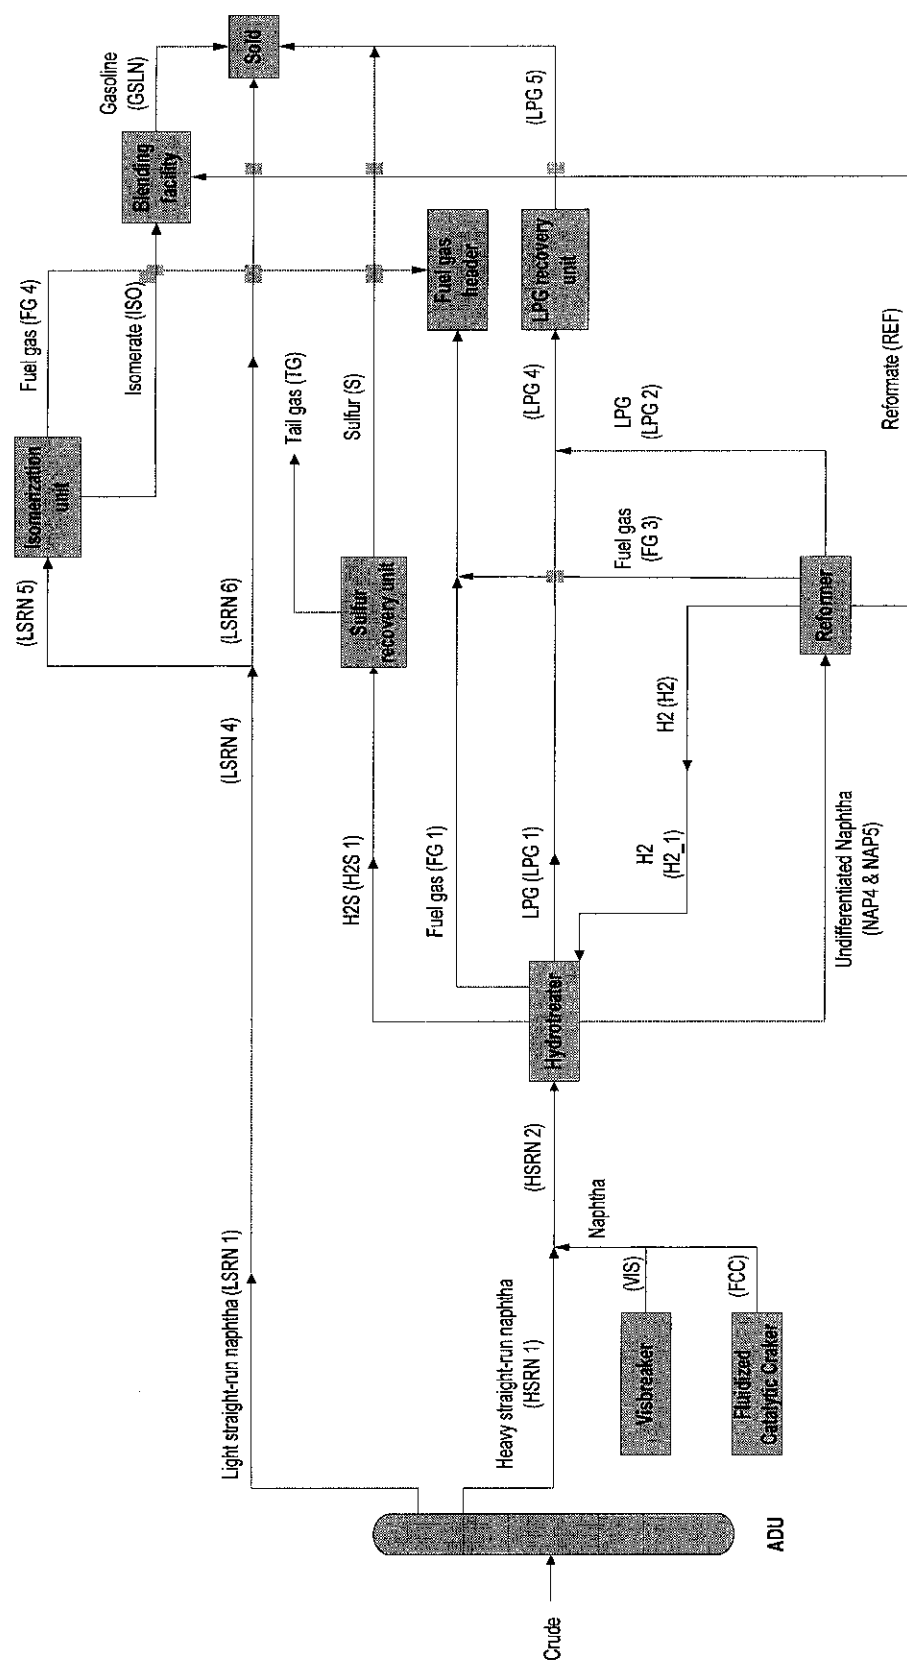 Crude
ADU
Light straight-run naphtha (LSRN 1)
Heavy straight-run naphtha
(HSRN 1)
Visbreaker
(VIS)
Fluidized
Catalytic Craker
(FCC)
Naphtha
(HSRN 2)
Hydrotreater
H2S (H2S 1)
Fuel gas (FG 1)
LPG (LPG 1)
H2
(H2_1)
H2 (H2)
Undifferentiated Naphtha
(NAP4 & NAP5)
Reformer
(LSRN 4)
(LSRN 5)
(LSRN 6)
Isomerization
unit
Fuel gas (FG 4)
Isomerate (ISO)
Sulfur
recovery unit
Tail gas (TG)
Sulfur (S)
Fuel gas
(FG 3)
LPG
(LPG 2)
(LPG 4)
Fuel gas
header
LPG recovery
unit
(LPG 5)
Blending
facility
Gasoline
(GSLN)
Sold
Reformate (REF)